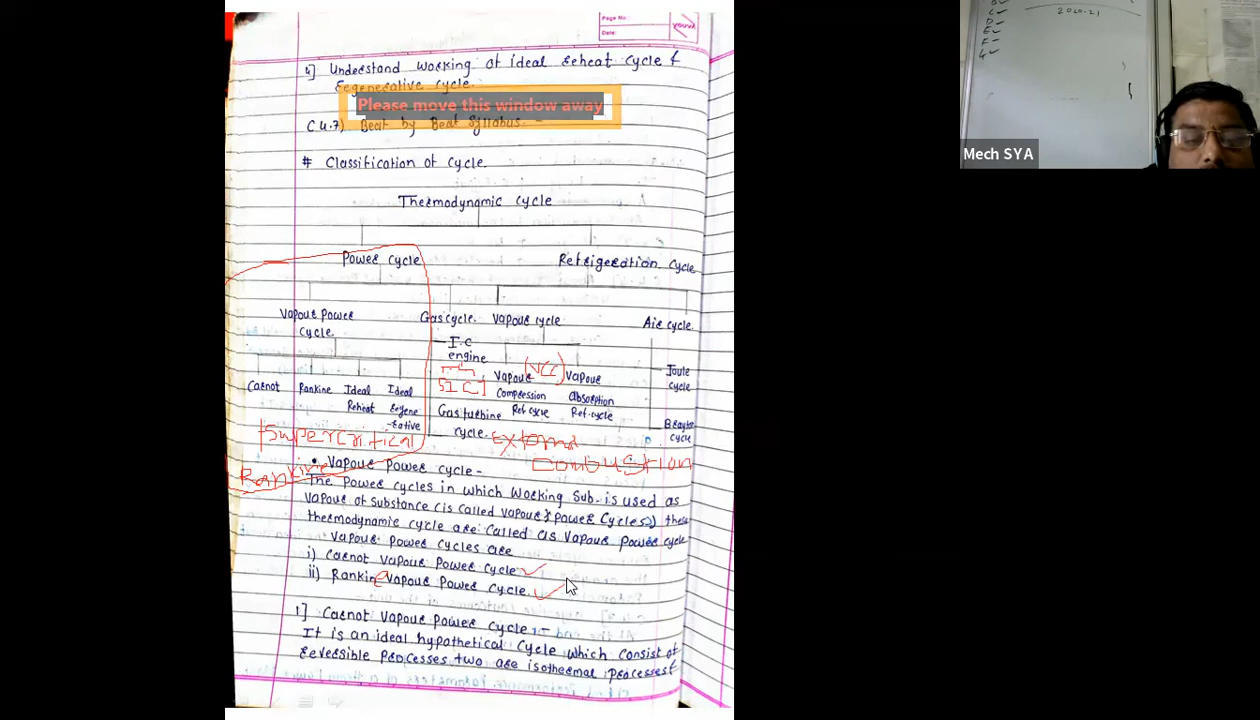 Page No:
Date:
youva
4] Understand working of ideal reheat cycle &
regenerative cycle.
Please move this window away
C 4.7) Beat by Beat Syllabus -
# Classification of cycle.
Thermodynamic cycle
Power cycle
Refrigeration cycle
Vapour power cycle.
Gas cycle.
Vapour cycle
Air cycle.
I.C engine
SI CI
Gas turbine cycle.
Vapour Compression Ref cycle
(VCC)
Vapour absorption Ref. cycle
Joule cycle
Brayton cycle
Carnot
Rankine
Ideal Reheat
Ideal Regene-rative
+Supercritical
Rankine
External
Combustion
• Vapour Power cycle -
The Power cycles in which working sub. is used as
vapour of substance (is called vapour power cycles) these
thermodynamic cycle are called as vapour power cycle
Vapour Power cycles are
i) Carnot vapour power cycle
ii) Rankine vapour power cycle.
1] Carnot vapour power cycle :-
It is an ideal hypothetical cycle which consist of
reversible processes two are isothermal processes &
Mech SYA
2020-21
C
D
E
F
G